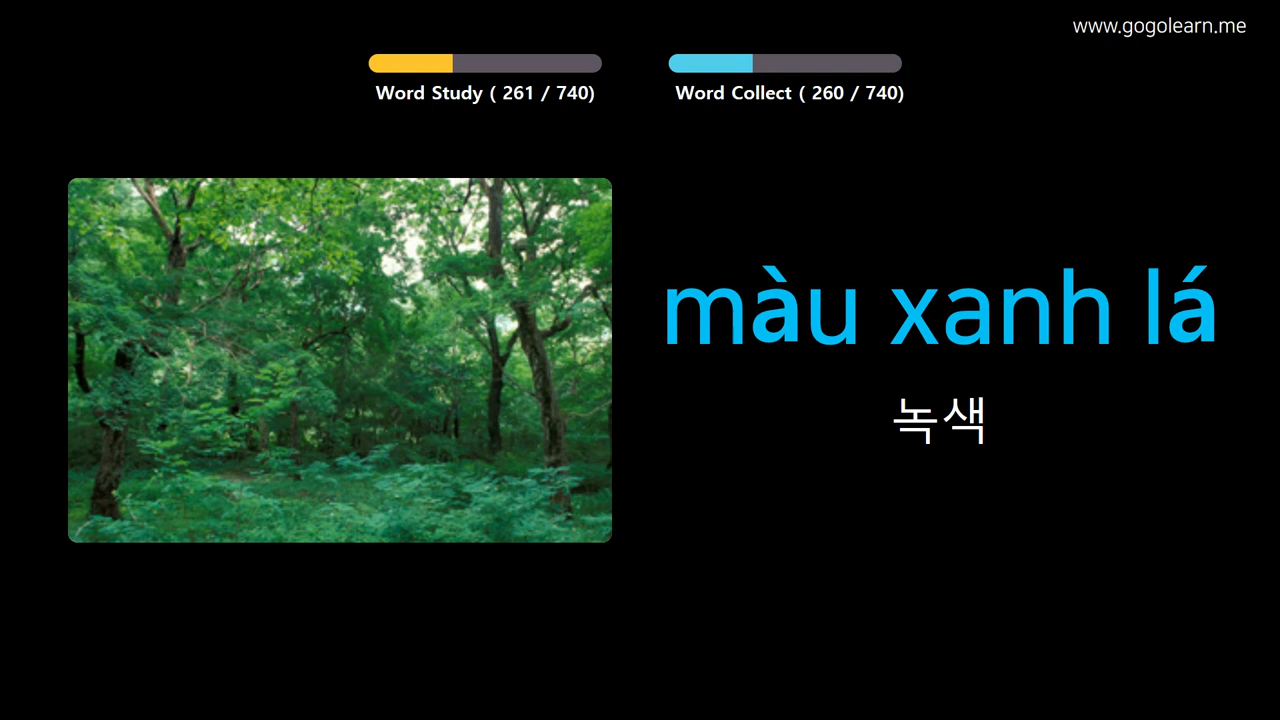 www.gogolearn.me
Word Study ( 261 / 740)
Word Collect ( 260 / 740)
màu xanh lá
녹색